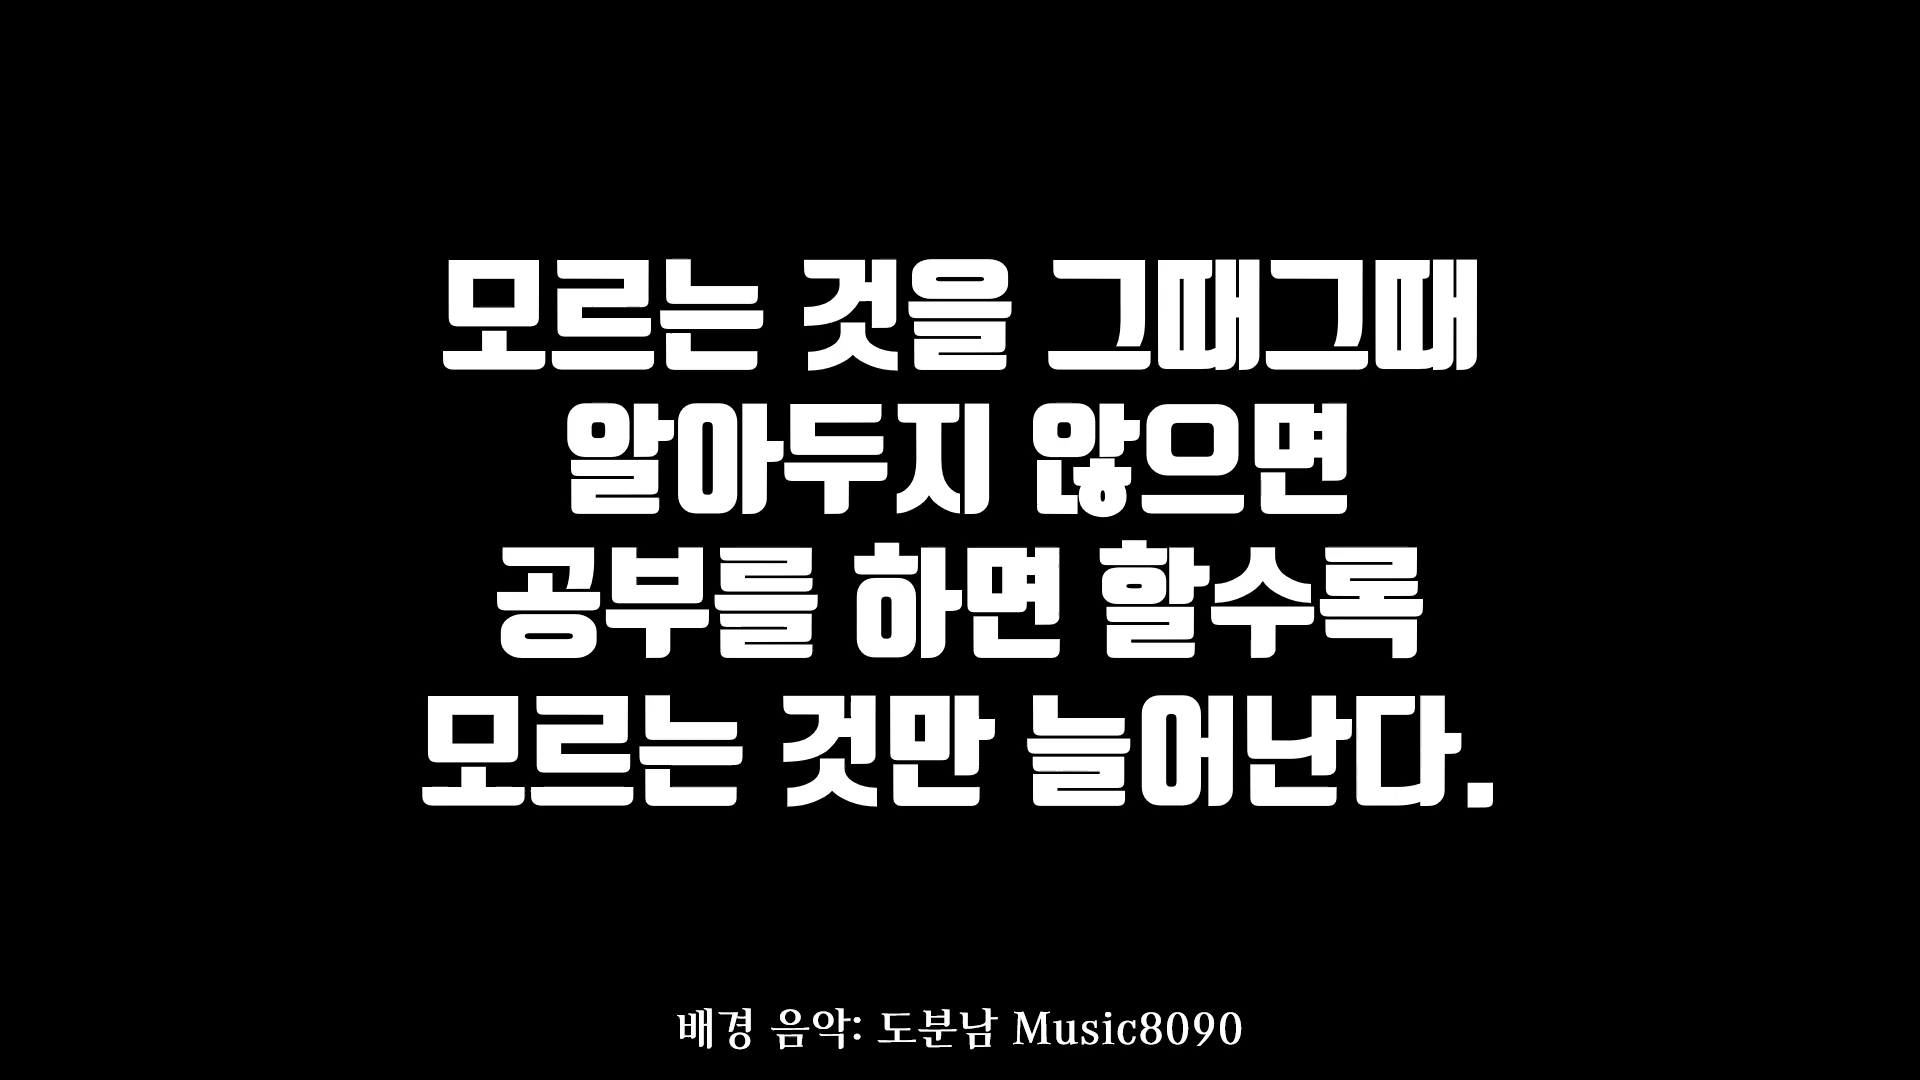 모르는 것을 그때그때
알아두지 않으면
공부를 하면 할수록
모르는 것만 늘어난다.
배경 음악: 도분남 Music8090